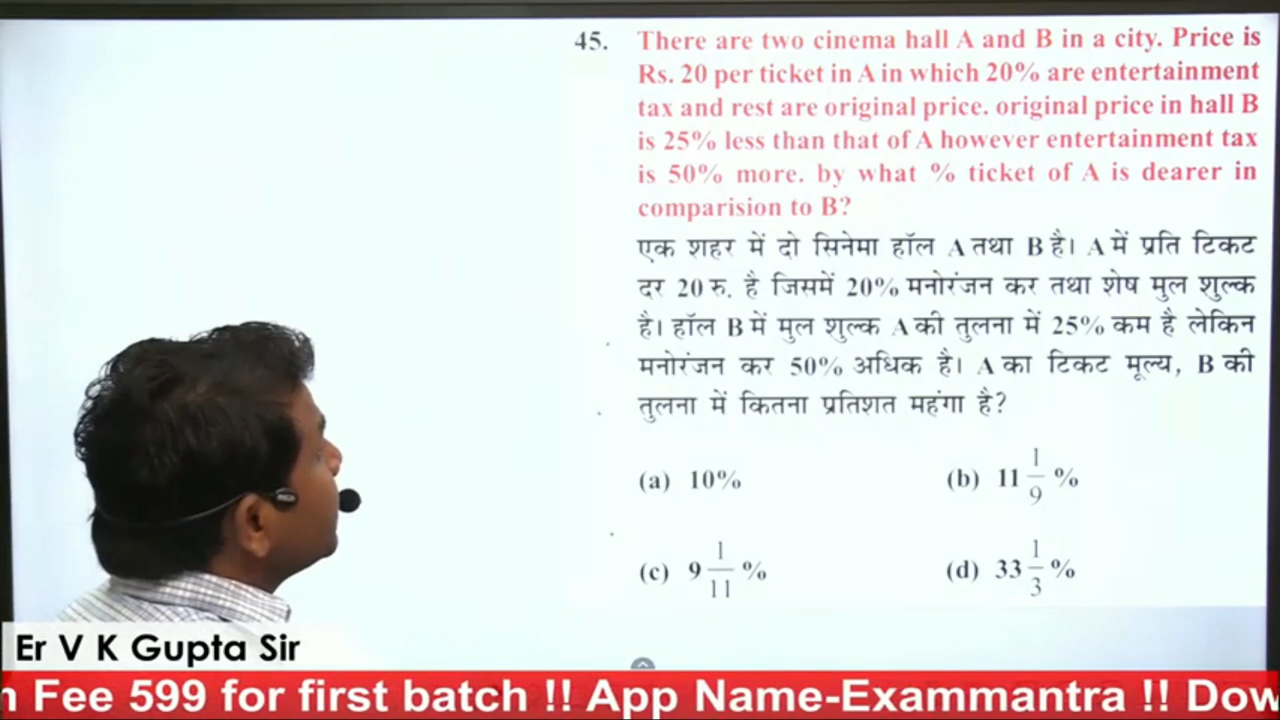 45. There are two cinema hall A and B in a city. Price is
Rs. 20 per ticket in A in which 20% are entertainment
tax and rest are original price. original price in hall B
is 25% less than that of A however entertainment tax
is 50% more. by what % ticket of A is dearer in
comparision to B?
एक शहर में दो सिनेमा हॉल A तथा B है। A में प्रति टिकट
दर 20 रु. है जिसमें 20% मनोरंजन कर तथा शेष मुल शुल्क
है। हॉल B में मुल शुल्क A की तुलना में 25% कम है लेकिन
मनोरंजन कर 50% अधिक है। A का टिकट मूल्य, B की
तुलना में कितना प्रतिशत महंगा है?
(a) 10% (b) 11 1/9 %
(c) 9 1/11 % (d) 33 1/3 %
Er V K Gupta Sir
n Fee 599 for first batch !! App Name-Exammantra !! Dow